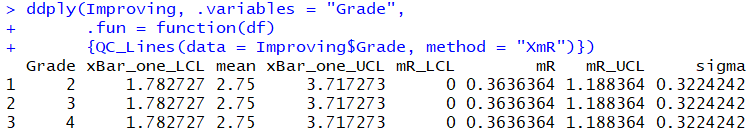 > ddply(Improving, .variables = "Grade",
+       .fun = function(df)
+       {QC_Lines(data = Improving$Grade, method = "XmR")})
  Grade xBar_one_LCL mean xBar_one_UCL mR_LCL        mR   mR_UCL     sigma
1     2     1.782727 2.75     3.717273      0 0.3636364 1.188364 0.3224242
2     3     1.782727 2.75     3.717273      0 0.3636364 1.188364 0.3224242
3     4     1.782727 2.75     3.717273      0 0.3636364 1.188364 0.3224242